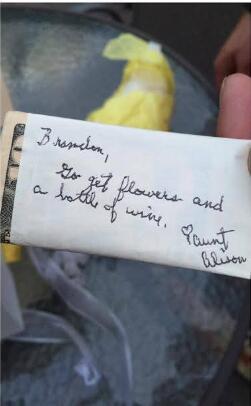 Brandon,
Go get flowers and
a bottle of wine.
♡ aunt
Alison